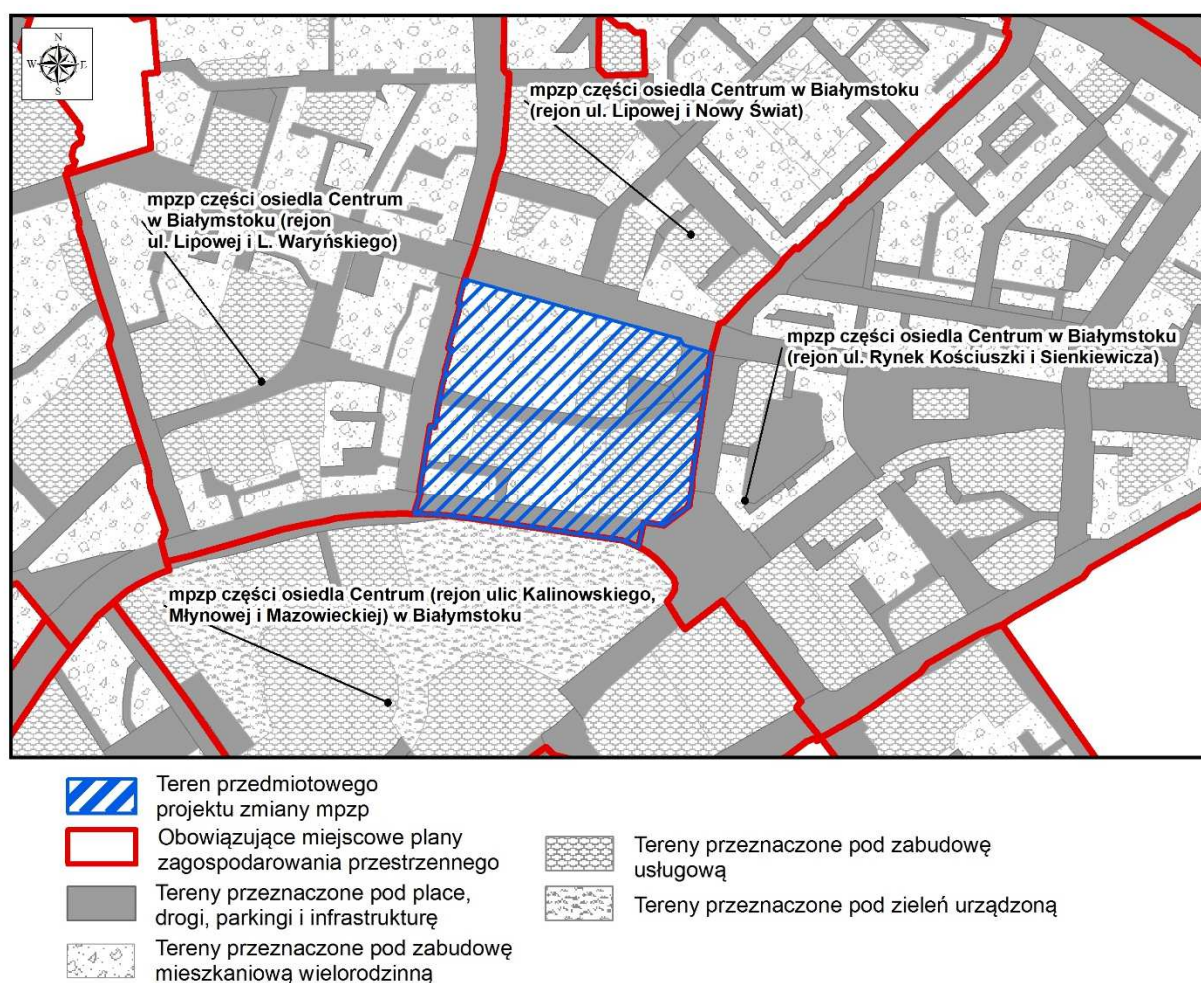 N
W E
S
mpzp części osiedla Centrum w Białymstoku
(rejon ul. Lipowej i Nowy Świat)
mpzp części osiedla Centrum
w Białymstoku (rejon
ul. Lipowej i L. Waryńskiego)
mpzp części osiedla Centrum w Białymstoku
(rejon ul. Rynek Kościuszki i Sienkiewicza)
mpzp części osiedla Centrum (rejon ulic Kalinowskiego,
Młynowej i Mazowieckiej) w Białymstoku
Teren przedmiotowego
projektu zmiany mpzp
Obowiązujące miejscowe plany
zagospodarowania przestrzennego
Tereny przeznaczone pod place,
drogi, parkingi i infrastrukturę
Tereny przeznaczone pod zabudowę
mieszkaniową wielorodzinną
Tereny przeznaczone pod zabudowę
usługową
Tereny przeznaczone pod zieleń urządzoną